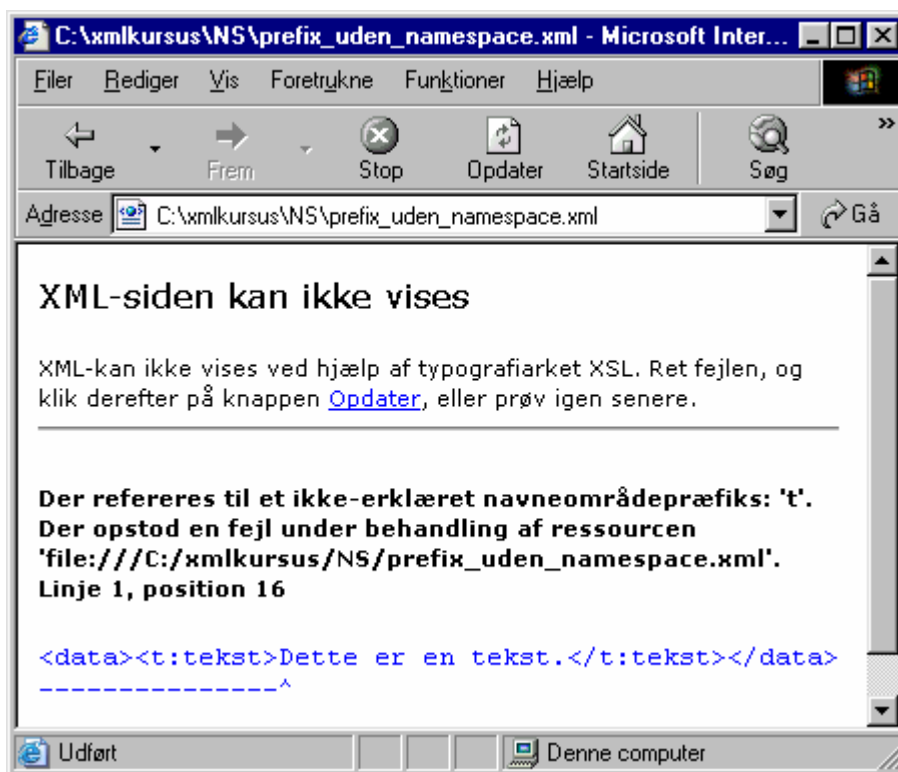 C:\xmlkursus\NS\prefix_uden_namespace.xml - Microsoft Inter...
Filer Rediger Vis Foretrukne Funktioner Hjælp
Tilbage Frem Stop Opdater Startside Søg »
Adresse C:\xmlkursus\NS\prefix_uden_namespace.xml Gå
XML-siden kan ikke vises
XML-kan ikke vises ved hjælp af typografiarket XSL. Ret fejlen, og
klik derefter på knappen Opdater, eller prøv igen senere.
Der refereres til et ikke-erklæret navneområdepræfiks: 't'.
Der opstod en fejl under behandling af ressourcen
'file:///C:/xmlkursus/NS/prefix_uden_namespace.xml'.
Linje 1, position 16
<data><t:tekst>Dette er en tekst.</t:tekst></data>
---------------^
Udført Denne computer